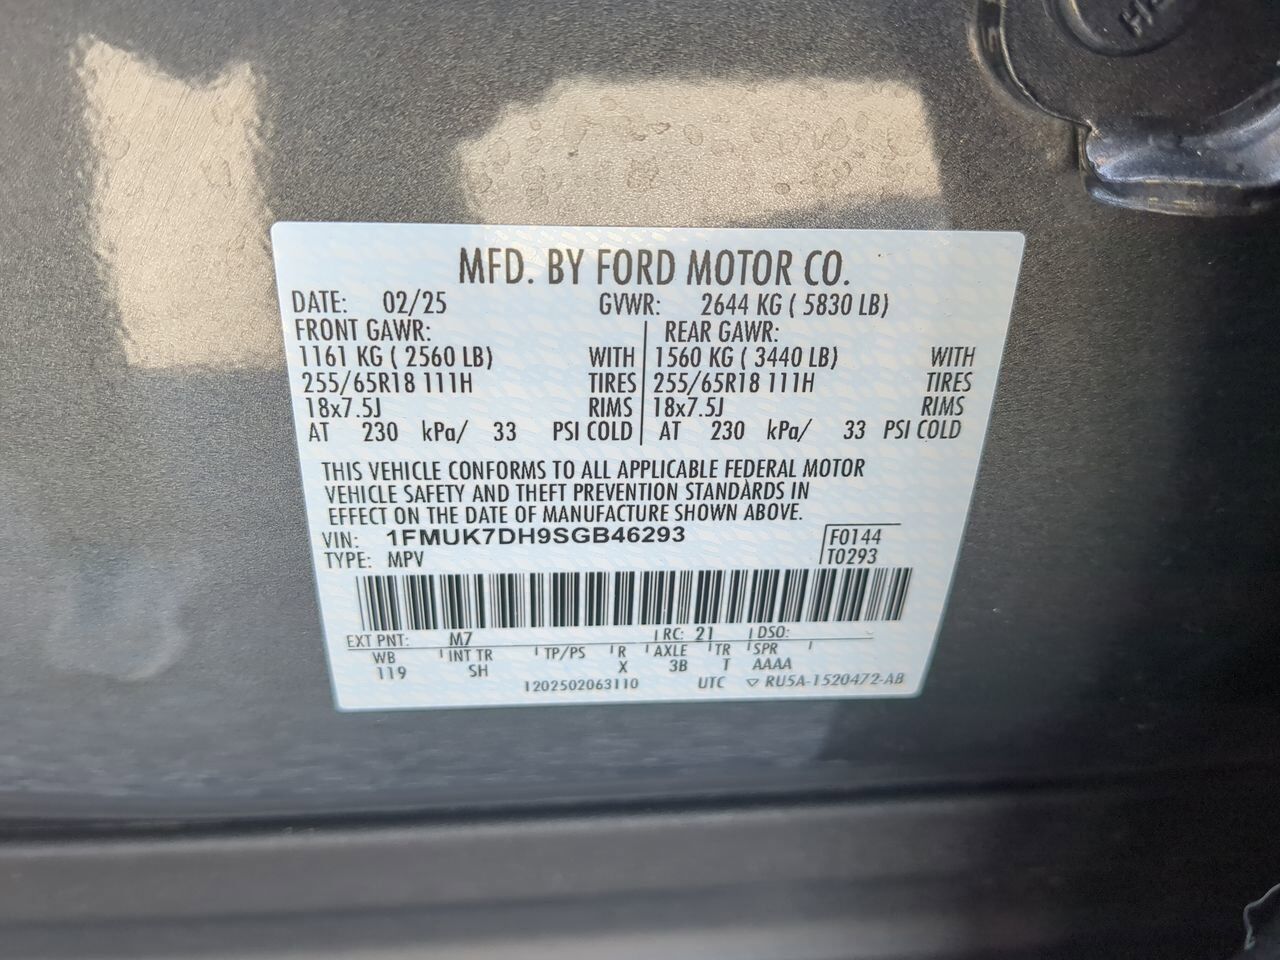 MFD. BY FORD MOTOR CO.
DATE: 02/25 GVWR: 2644 KG ( 5830 LB)
FRONT GAWR: REAR GAWR:
1161 KG ( 2560 LB) WITH 1560 KG ( 3440 LB) WITH
255/65R18 111H TIRES 255/65R18 111H TIRES
18x7.5J RIMS 18x7.5J RIMS
AT 230 kPa/ 33 PSI COLD AT 230 kPa/ 33 PSI COLD
THIS VEHICLE CONFORMS TO ALL APPLICABLE FEDERAL MOTOR
VEHICLE SAFETY AND THEFT PREVENTION STANDARDS IN
EFFECT ON THE DATE OF MANUFACTURE SHOWN ABOVE.
VIN: 1FMUK7DH9SGB46293 F0144
TYPE: MPV T0293
EXT PNT: M7 RC: 21 DSO:
WB INT TR TP/PS R AXLE TR SPR
119 SH X 3B T AAAA
1202502063110 UTC ▽ RU5A-1520472-AB